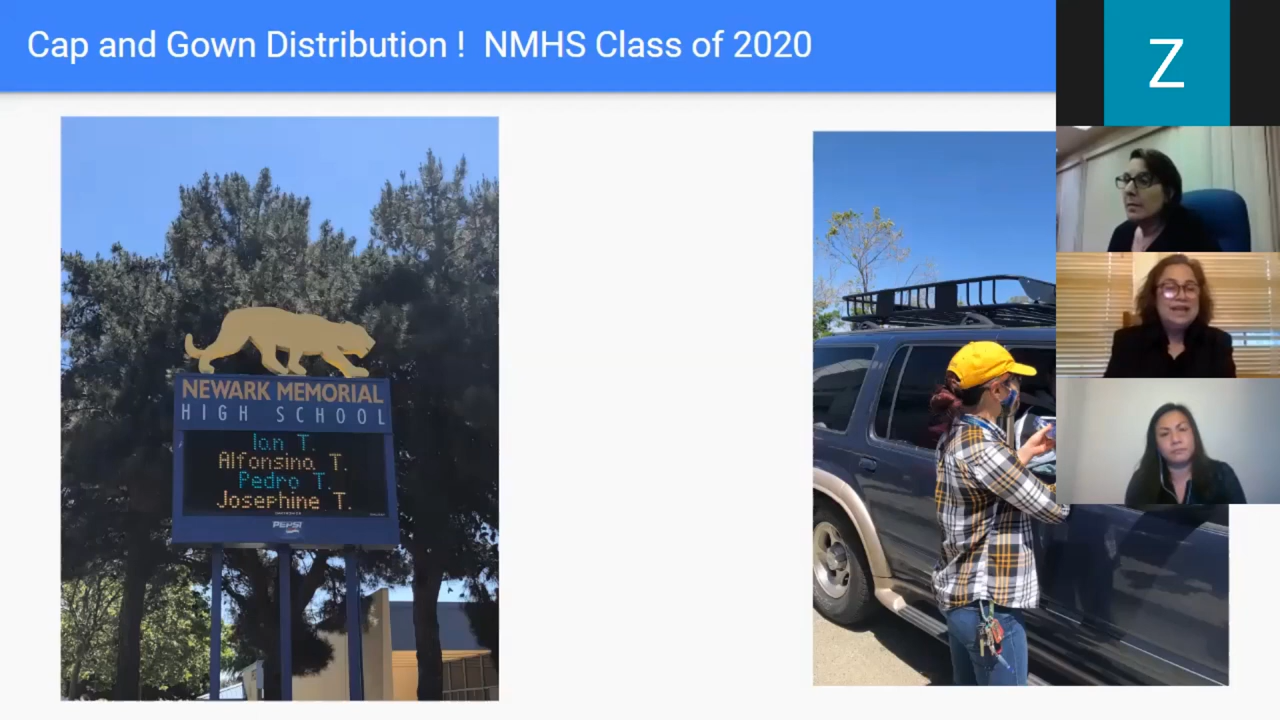 Cap and Gown Distribution ! NMHS Class of 2020
Z
NEWARK MEMORIAL
HIGH SCHOOL
Ian T.
Alfonsina T.
Pedro T.
Josephine T.
PEPSI